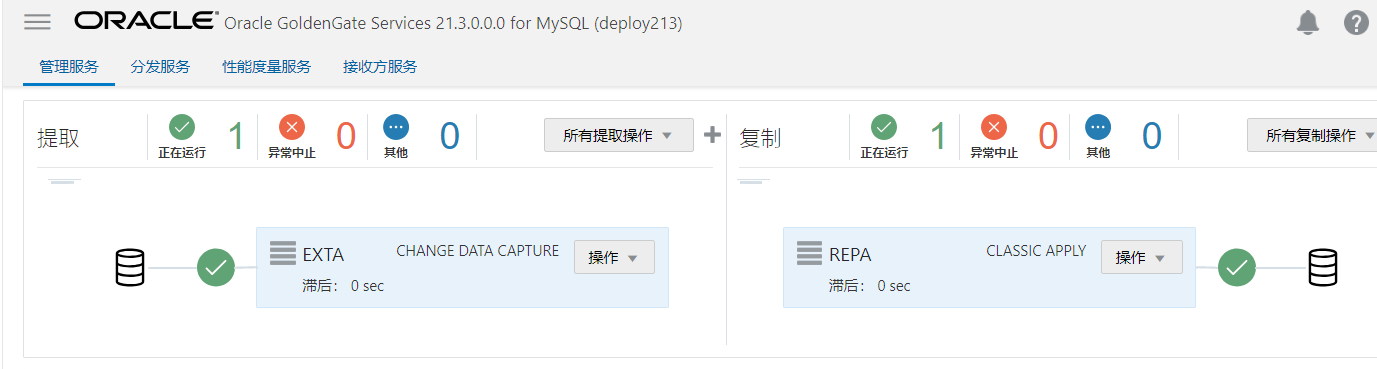 ORACLE Oracle GoldenGate Services 21.3.0.0.0 for MySQL (deploy213)
管理服务 分发服务 性能度量服务 接收方服务
提取 正在运行 1 异常中止 0 其他 0 所有提取操作
复制 正在运行 1 异常中止 0 其他 0 所有复制操作
EXTA CHANGE DATA CAPTURE 操作
滞后： 0 sec
REPA CLASSIC APPLY 操作
滞后： 0 sec